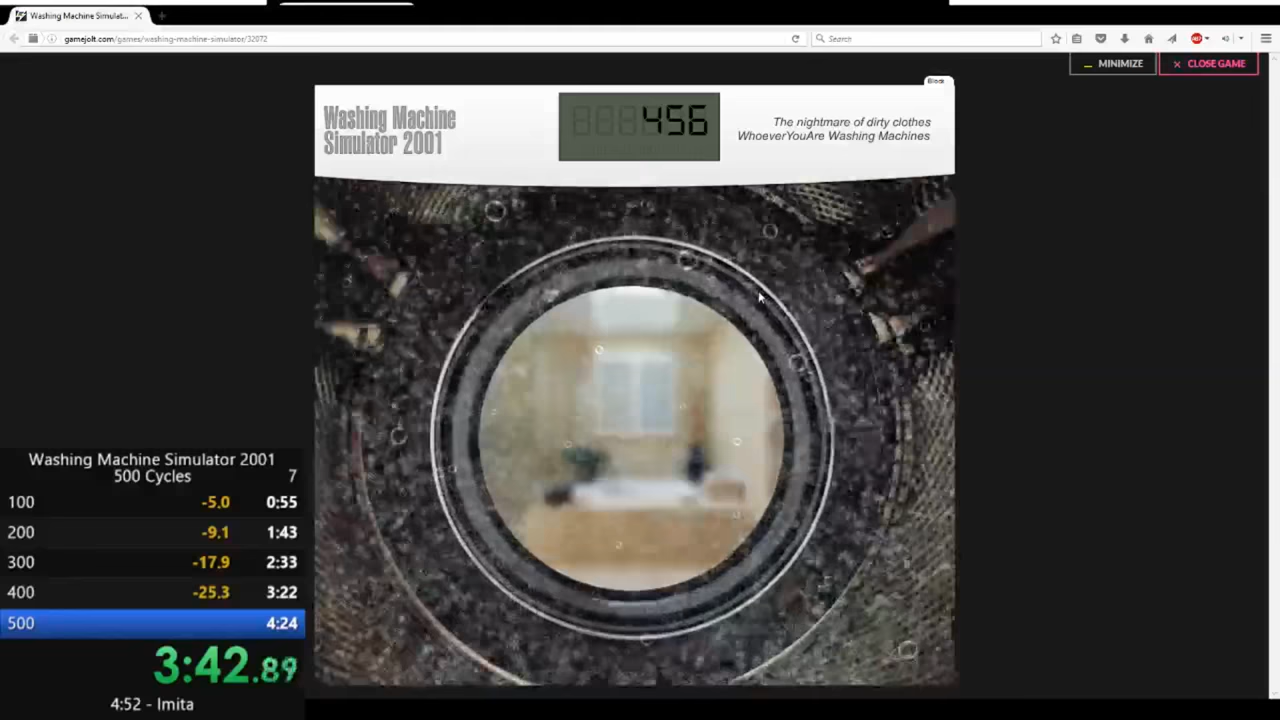 Washing Machine Simulat...
gamejolt.com/games/washing-machine-simulator/32072
Search
MINIMIZE
CLOSE GAME
Washing Machine
Simulator 2001
456
The nightmare of dirty clothes
WhoeverYouAre Washing Machines
Washing Machine Simulator 2001
500 Cycles 7
100 -5.0 0:55
200 -9.1 1:43
300 -17.9 2:33
400 -25.3 3:22
500 4:24
3:42.89
4:52 - Imita